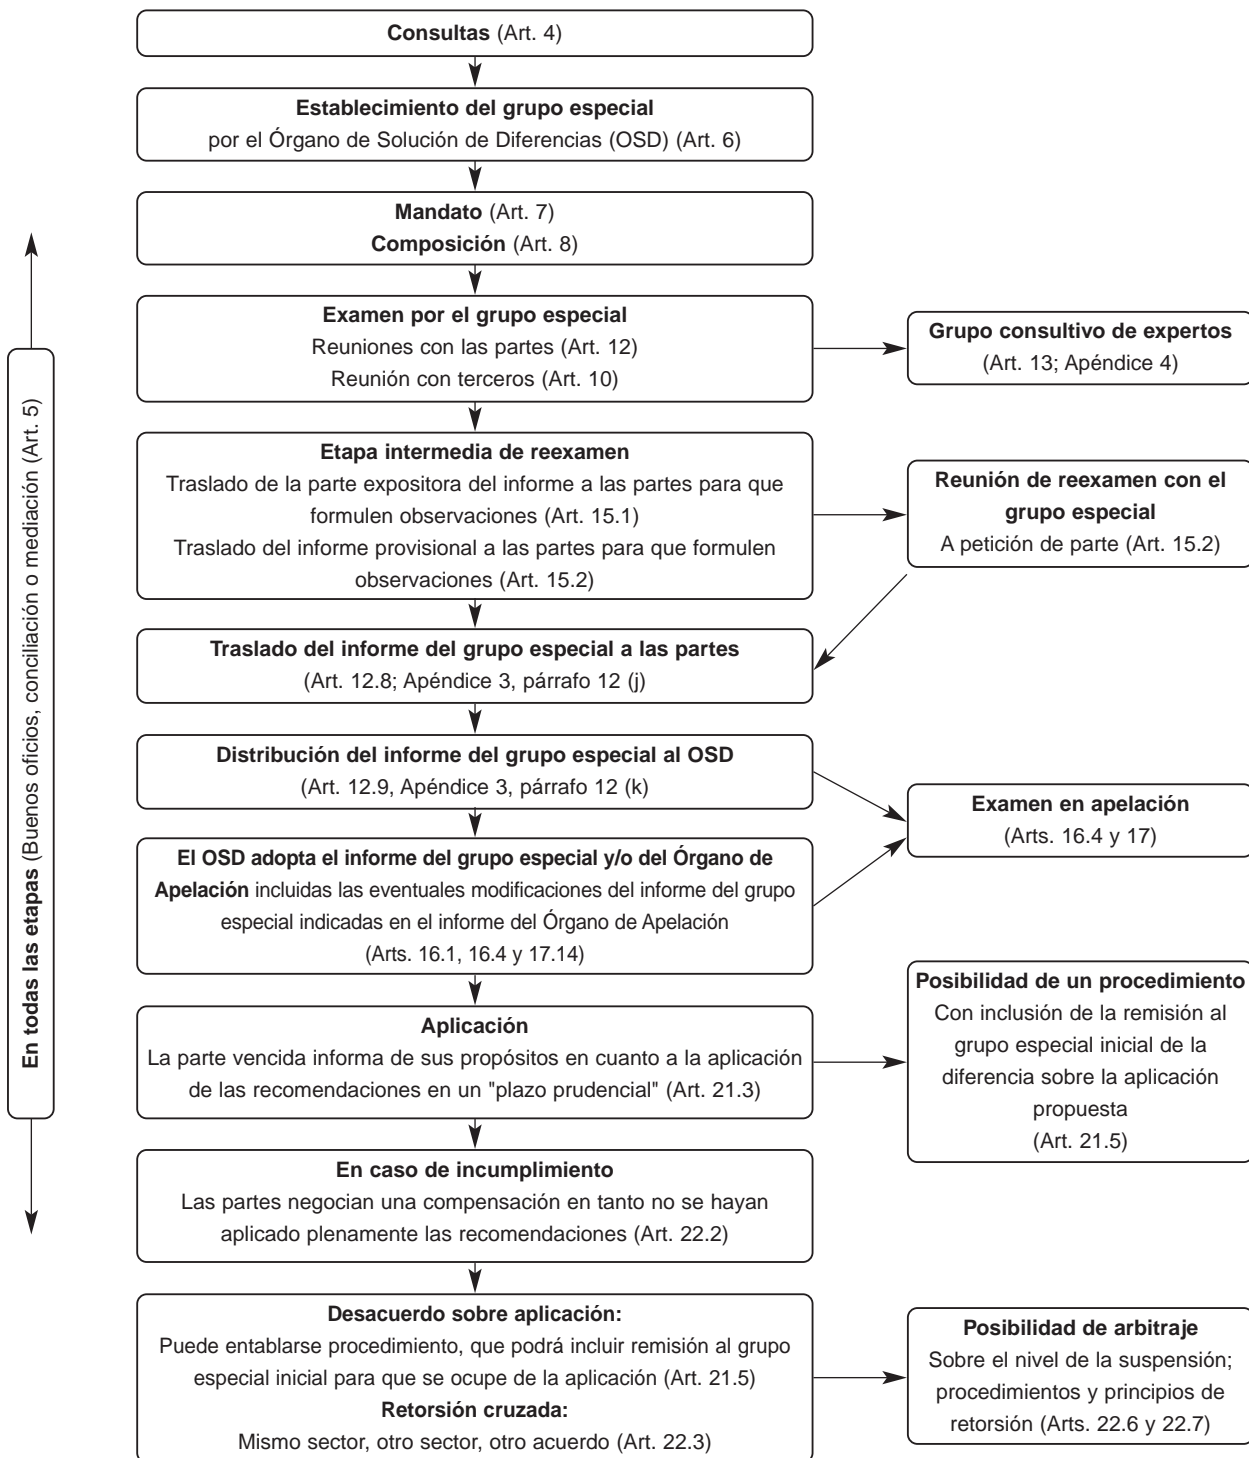 Consultas (Art. 4)
Establecimiento del grupo especial
por el Órgano de Solución de Diferencias (OSD) (Art. 6)
Mandato (Art. 7)
Composición (Art. 8)
Examen por el grupo especial
Reuniones con las partes (Art. 12)
Reunión con terceros (Art. 10)
Grupo consultivo de expertos
(Art. 13; Apéndice 4)
En todas las etapas (Buenos oficios, conciliación o mediación (Art. 5)
Etapa intermedia de reexamen
Traslado de la parte expositora del informe a las partes para que
formulen observaciones (Art. 15.1)
Traslado del informe provisional a las partes para que formulen
observaciones (Art. 15.2)
Reunión de reexamen con el
grupo especial
A petición de parte (Art. 15.2)
Traslado del informe del grupo especial a las partes
(Art. 12.8; Apéndice 3, párrafo 12 (j)
Distribución del informe del grupo especial al OSD
(Art. 12.9, Apéndice 3, párrafo 12 (k)
Examen en apelación
(Arts. 16.4 y 17)
El OSD adopta el informe del grupo especial y/o del Órgano de
Apelación incluidas las eventuales modificaciones del informe del grupo
especial indicadas en el informe del Órgano de Apelación
(Arts. 16.1, 16.4 y 17.14)
Aplicación
La parte vencida informa de sus propósitos en cuanto a la aplicación
de las recomendaciones en un "plazo prudencial" (Art. 21.3)
Posibilidad de un procedimiento
Con inclusión de la remisión al
grupo especial inicial de la
diferencia sobre la aplicación
propuesta
(Art. 21.5)
En caso de incumplimiento
Las partes negocian una compensación en tanto no se hayan
aplicado plenamente las recomendaciones (Art. 22.2)
Desacuerdo sobre aplicación:
Puede entablarse procedimiento, que podrá incluir remisión al grupo
especial inicial para que se ocupe de la aplicación (Art. 21.5)
Retorsión cruzada:
Mismo sector, otro sector, otro acuerdo (Art. 22.3)
Posibilidad de arbitraje
Sobre el nivel de la suspensión;
procedimientos y principios de
retorsión (Arts. 22.6 y 22.7)